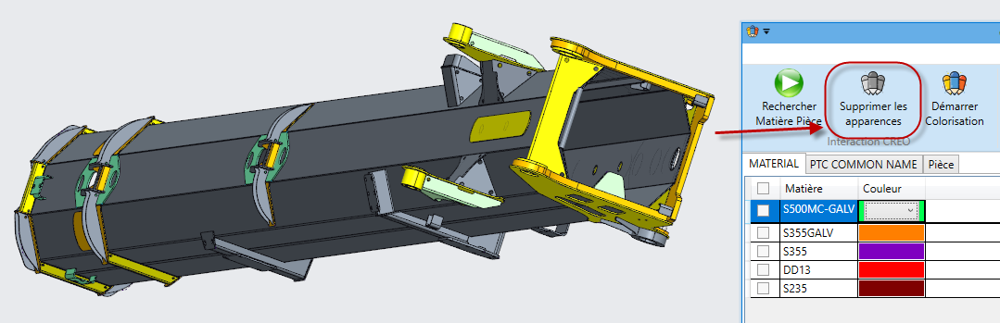 Rechercher
Matière Pièce
Supprimer les
apparences
Démarrer
Colorisation
Interaction CREO
MATERIAL
PTC COMMON NAME
Pièce
Matière
Couleur
S500MC-GALV
S355GALV
S355
DD13
S235